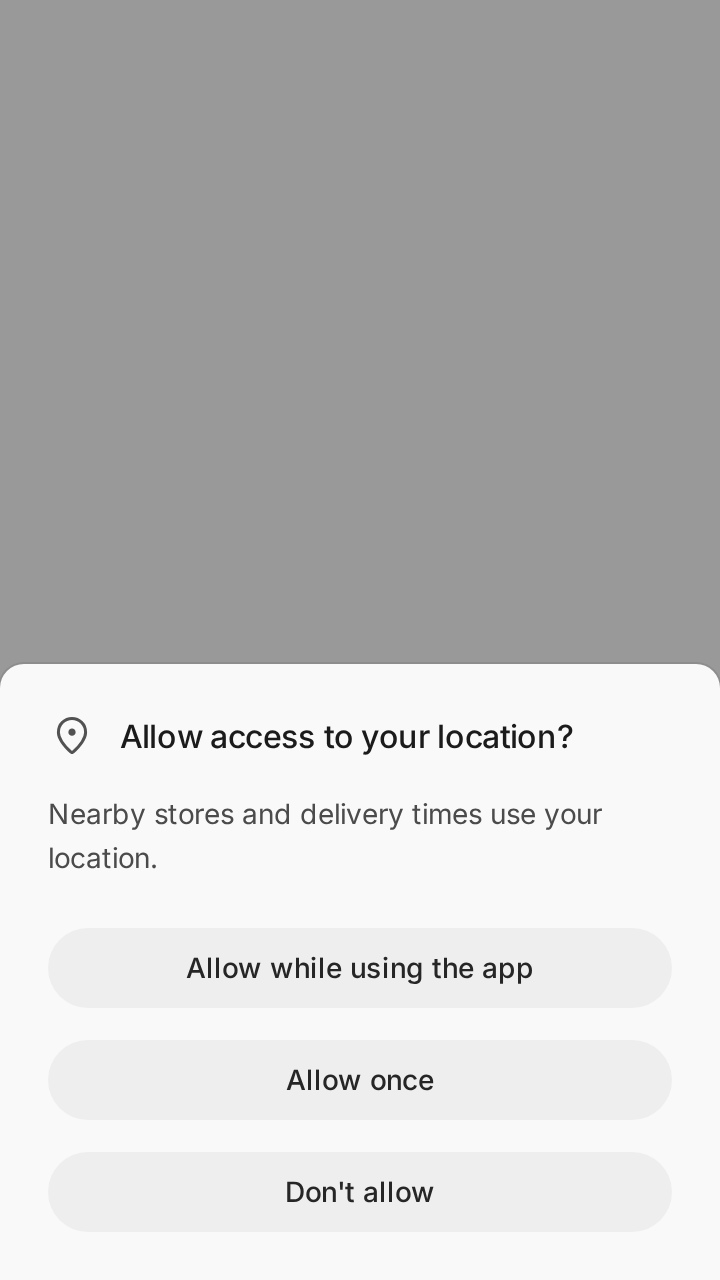 Allow access to your location?
Nearby stores and delivery times use your
location.
Allow while using the app
Allow once
Don't allow